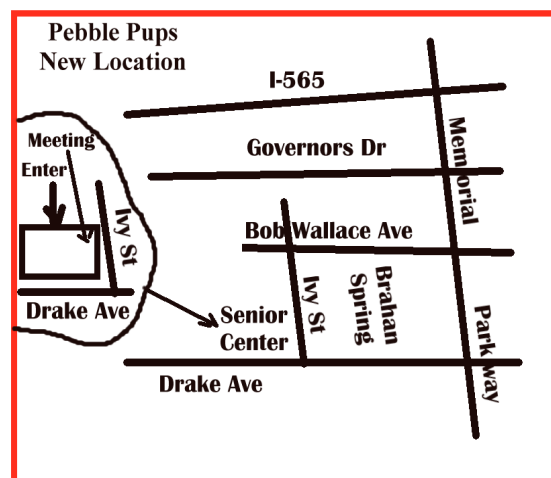 Pebble Pups
New Location
I-565
Memorial
Parkway
Governors Dr
Meeting
Enter
Ivy St
Drake Ave
Bob Wallace Ave
Ivy St
Brahan
Spring
Senior
Center
Drake Ave